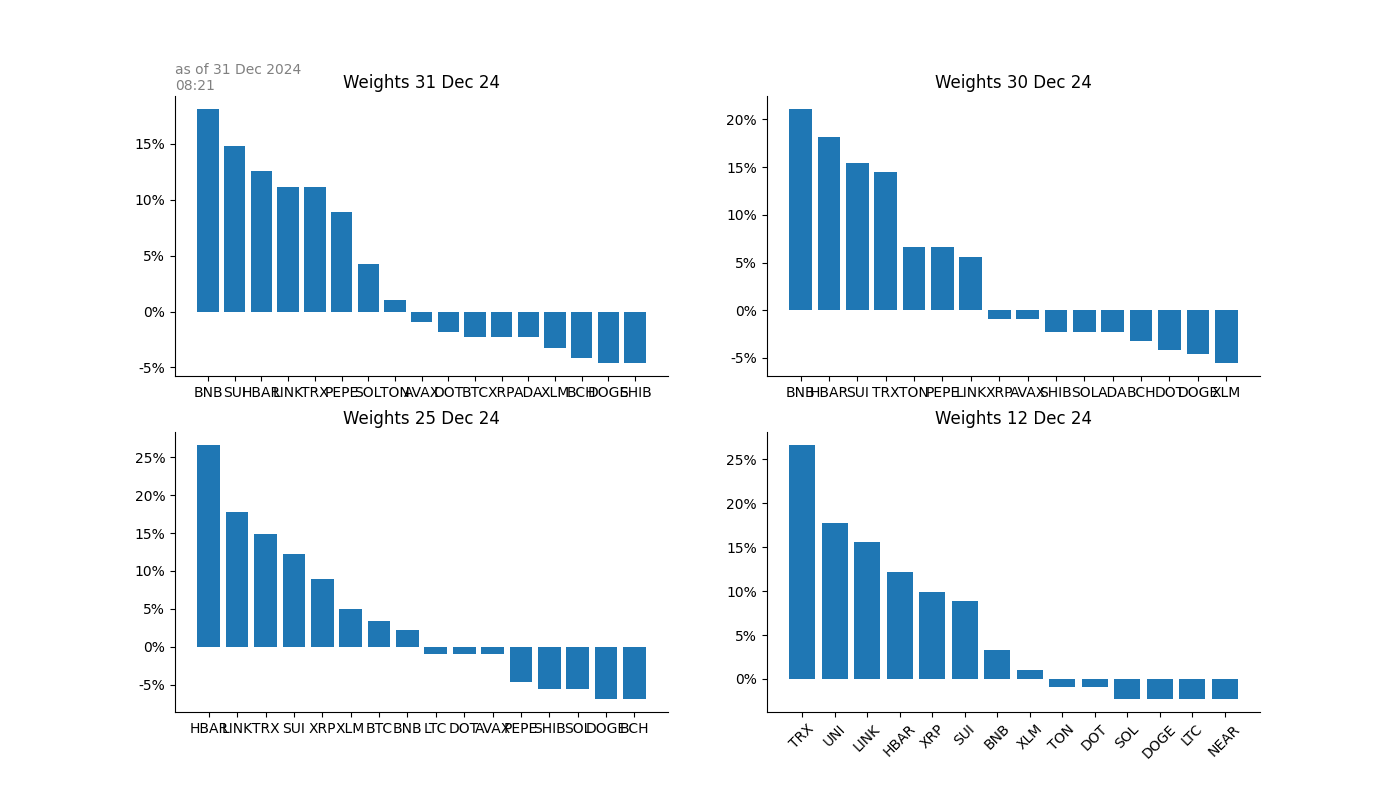 as of 31 Dec 2024
08:21
Weights 31 Dec 24
15%
10%
5%
0%
-5%
BNB SUI HBAR LINK TRX PEPE SOL TON AVAX DOT BTC XRP ADA XLM BCH DOGE SHIB
Weights 30 Dec 24
20%
15%
10%
5%
0%
-5%
BNB HBAR SUI TRX TON PEPE LINK XRP AVAX SHIB SOL ADA BCH DOT DOGE XLM
Weights 25 Dec 24
25%
20%
15%
10%
5%
0%
-5%
HBAR LINK TRX SUI XRP XLM BTC BNB LTC DOT AVAX PEPE SHIB SOL DOGE BCH
Weights 12 Dec 24
25%
20%
15%
10%
5%
0%
TRX UNI LINK HBAR XRP SUI BNB XLM TON DOT SOL DOGE LTC NEAR